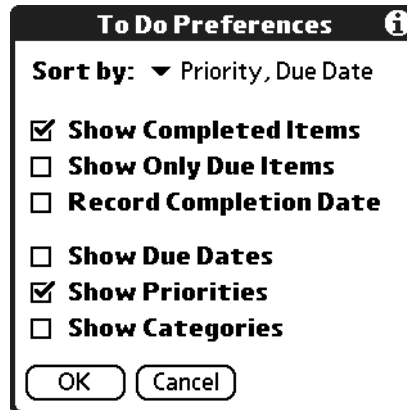 To Do Preferences
Sort by: Priority, Due Date
Show Completed Items
Show Only Due Items
Record Completion Date
Show Due Dates
Show Priorities
Show Categories
OK Cancel